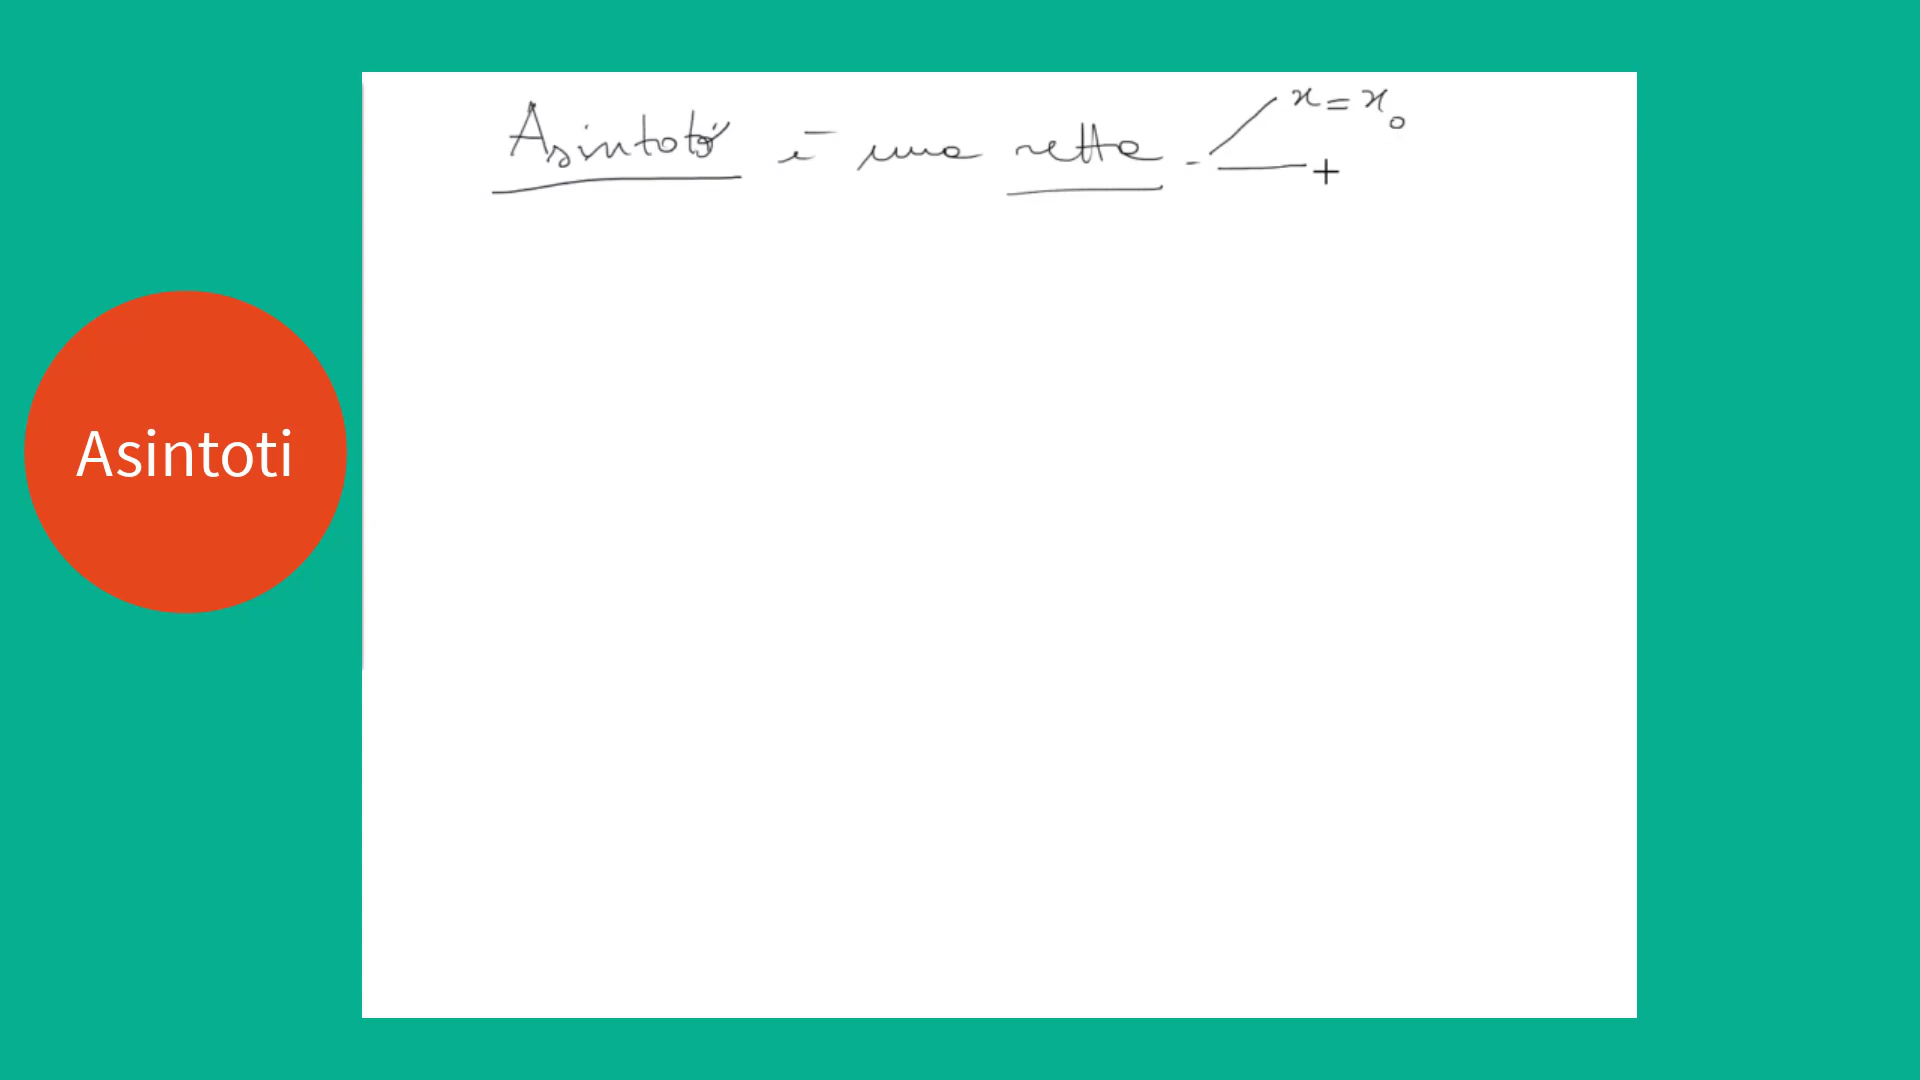 Asintoti
Asintoto è una retta - x = x₀